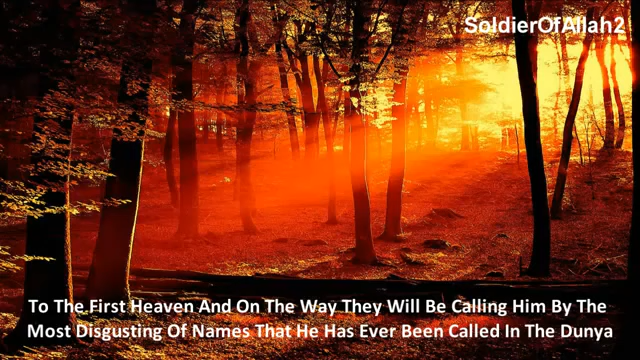 SoldierOfAllah2
To The First Heaven And On The Way They Will Be Calling Him By The
Most Disgusting Of Names That He Has Ever Been Called In The Dunya